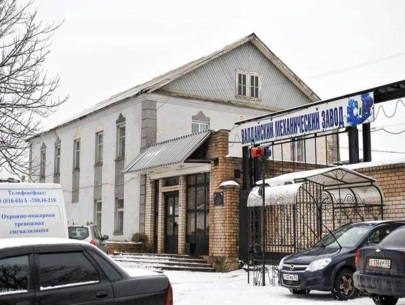 ВАЛДАЙСКИЙ МЕХАНИЧЕСКИЙ ЗАВОД
Телефон/факс:
Охранно-пожарная
тревожная
сигнализация